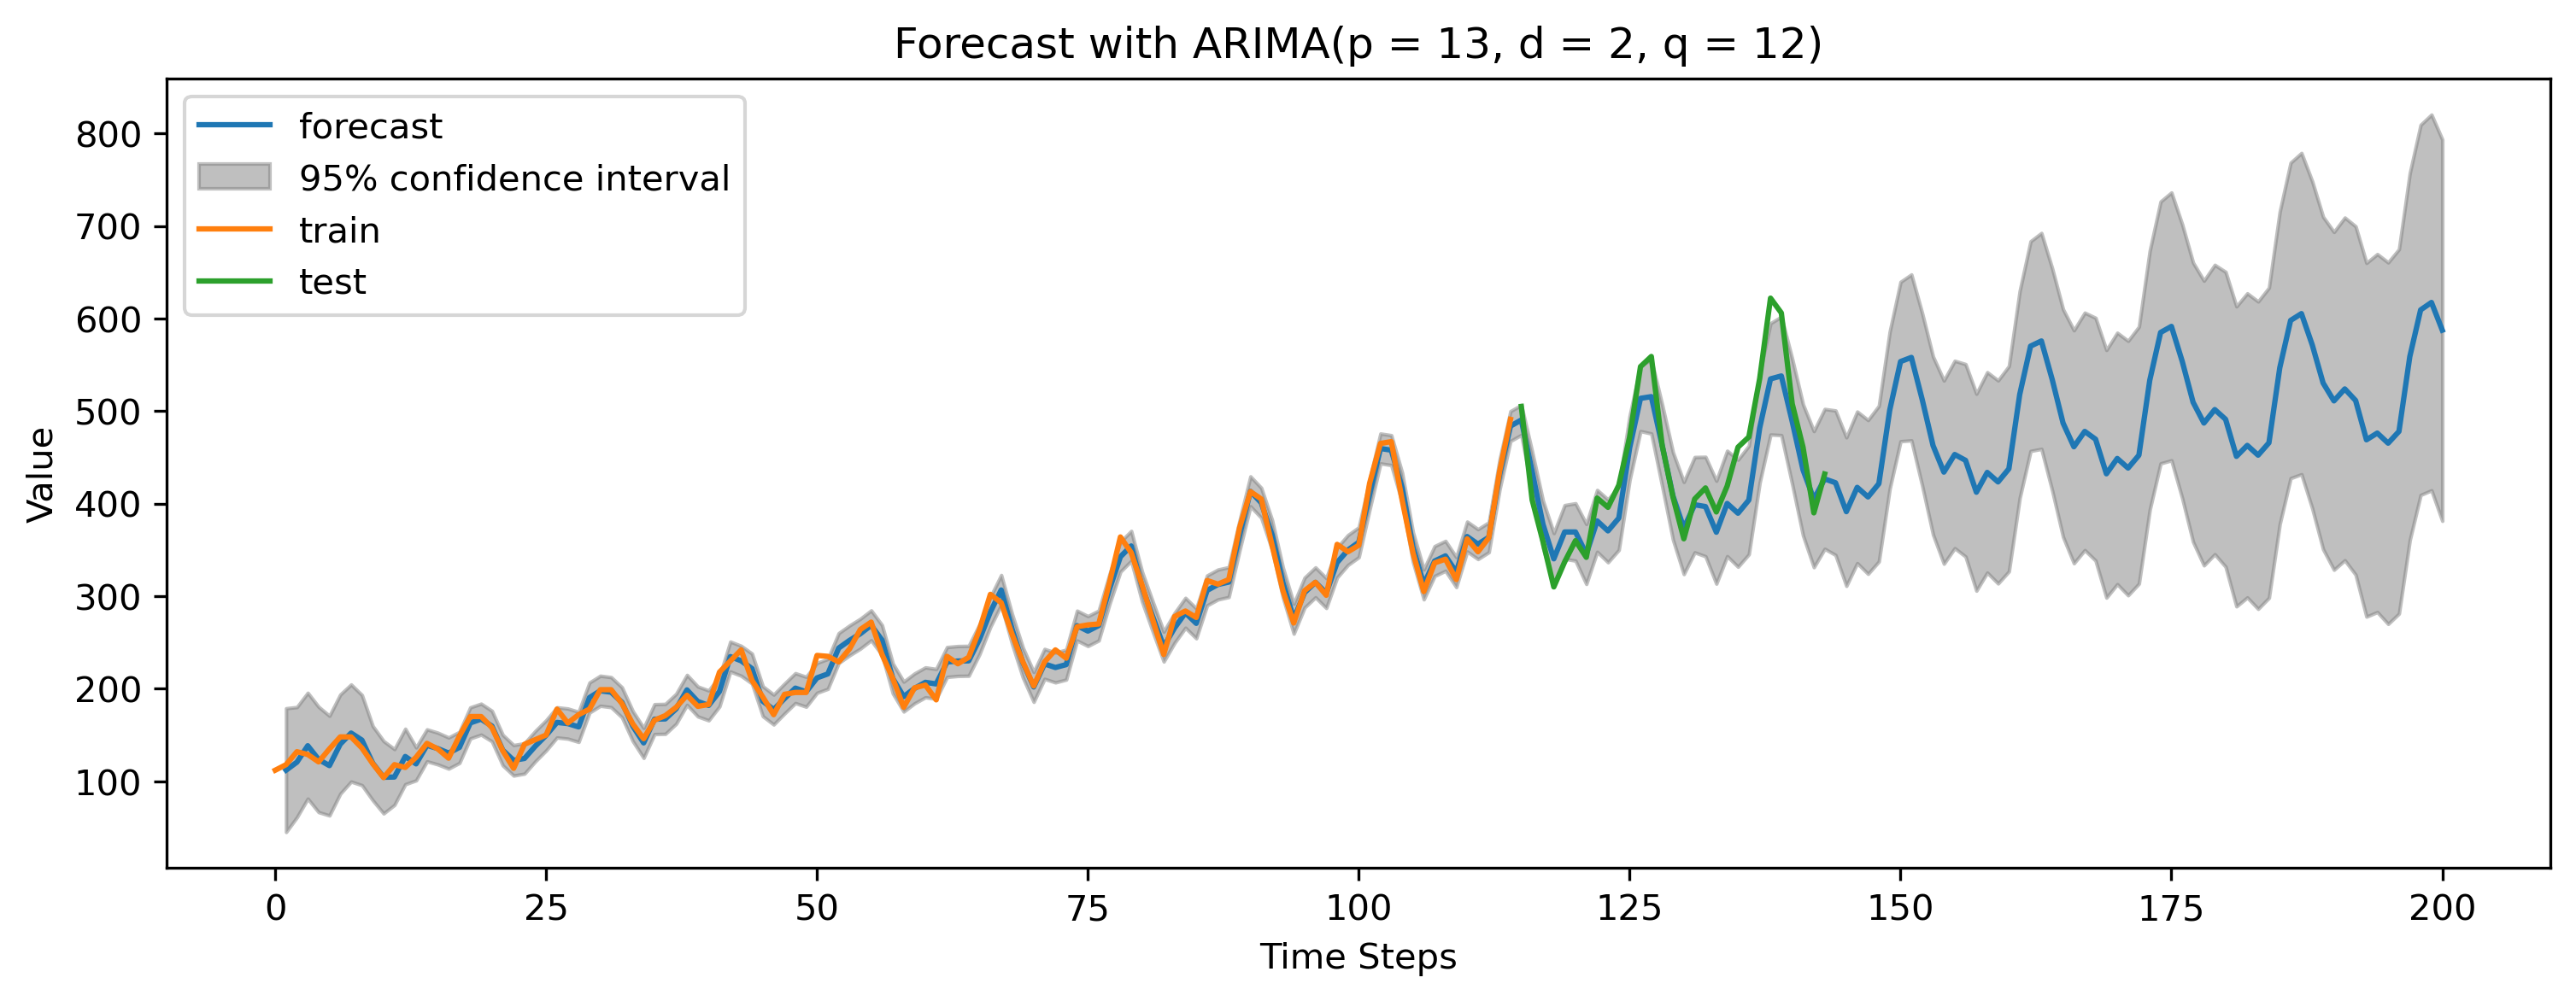 Forecast with ARIMA(p = 13, d = 2, q = 12)
forecast
95% confidence interval
train
test
Value
800
700
600
500
400
300
200
100
0 25 50 75 100 125 150 175 200
Time Steps